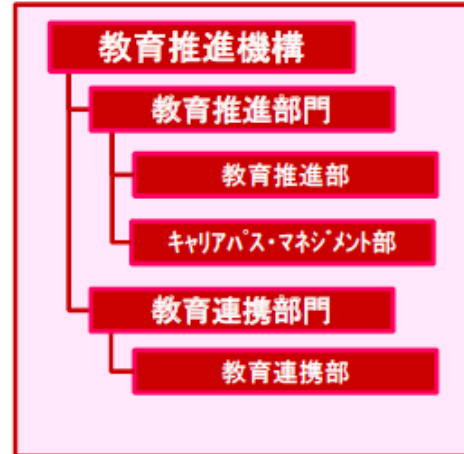 教育推進機構
教育推進部門
教育推進部
ｷｬﾘｱﾊﾟｽ・ﾏﾈｼﾞﾒﾝﾄ部
教育連携部門
教育連携部